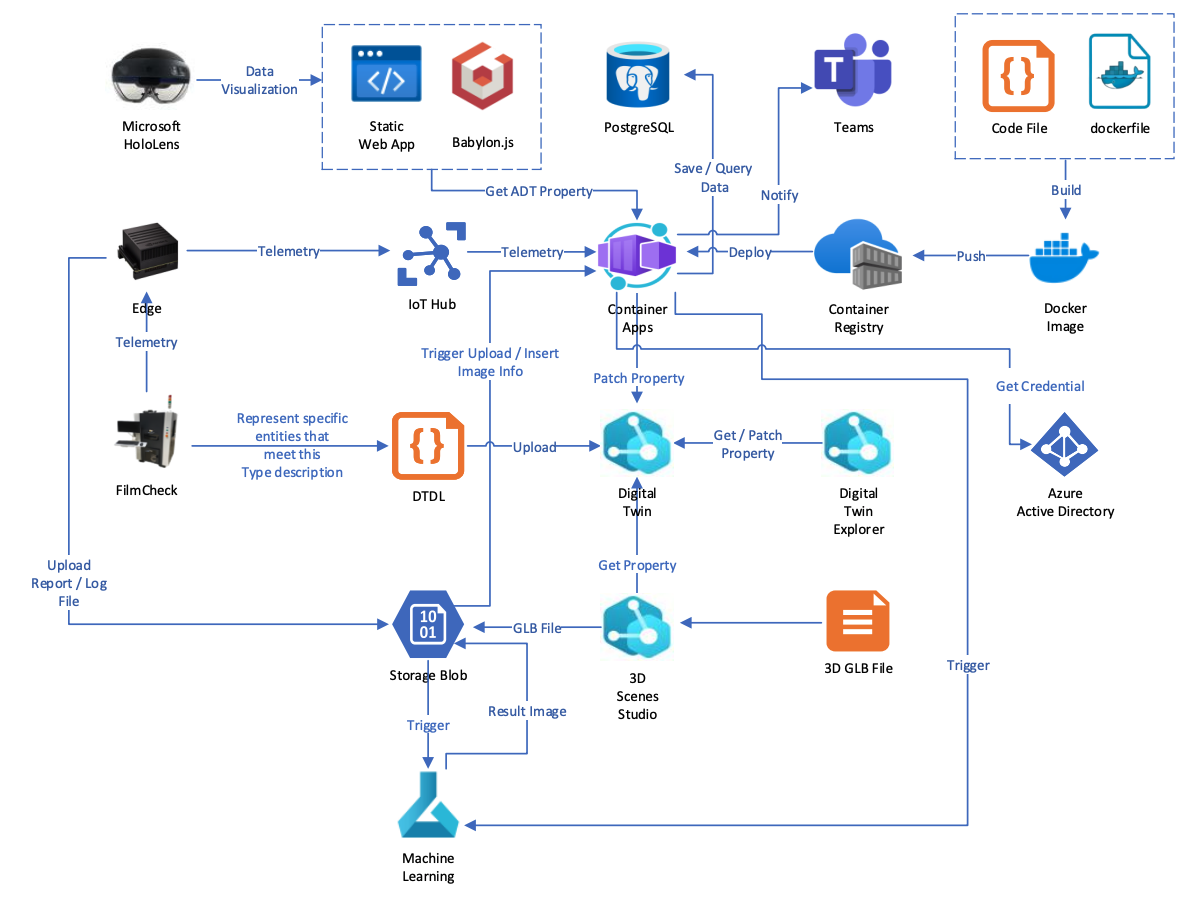 Microsoft
HoloLens
Data
Visualization
Static
Web App
Babylon.js
PostgreSQL
T
Teams
Code File
dockerfile
Get ADT Property
Save / Query
Data
Notify
Build
Edge
Telemetry
IoT Hub
Telemetry
Container
Apps
Deploy
Container
Registry
Push
Docker
Image
Telemetry
Trigger Upload / Insert
Image Info
Patch Property
Get Credential
FilmCheck
Represent specific
entities that
meet this
Type description
DTDL
Upload
Digital
Twin
Get / Patch
Property
Digital
Twin
Explorer
Azure
Active Directory
Upload
Report / Log
File
10
01
Storage Blob
GLB File
Get Property
3D
Scenes
Studio
3D GLB File
Trigger
Trigger
Result Image
Machine
Learning